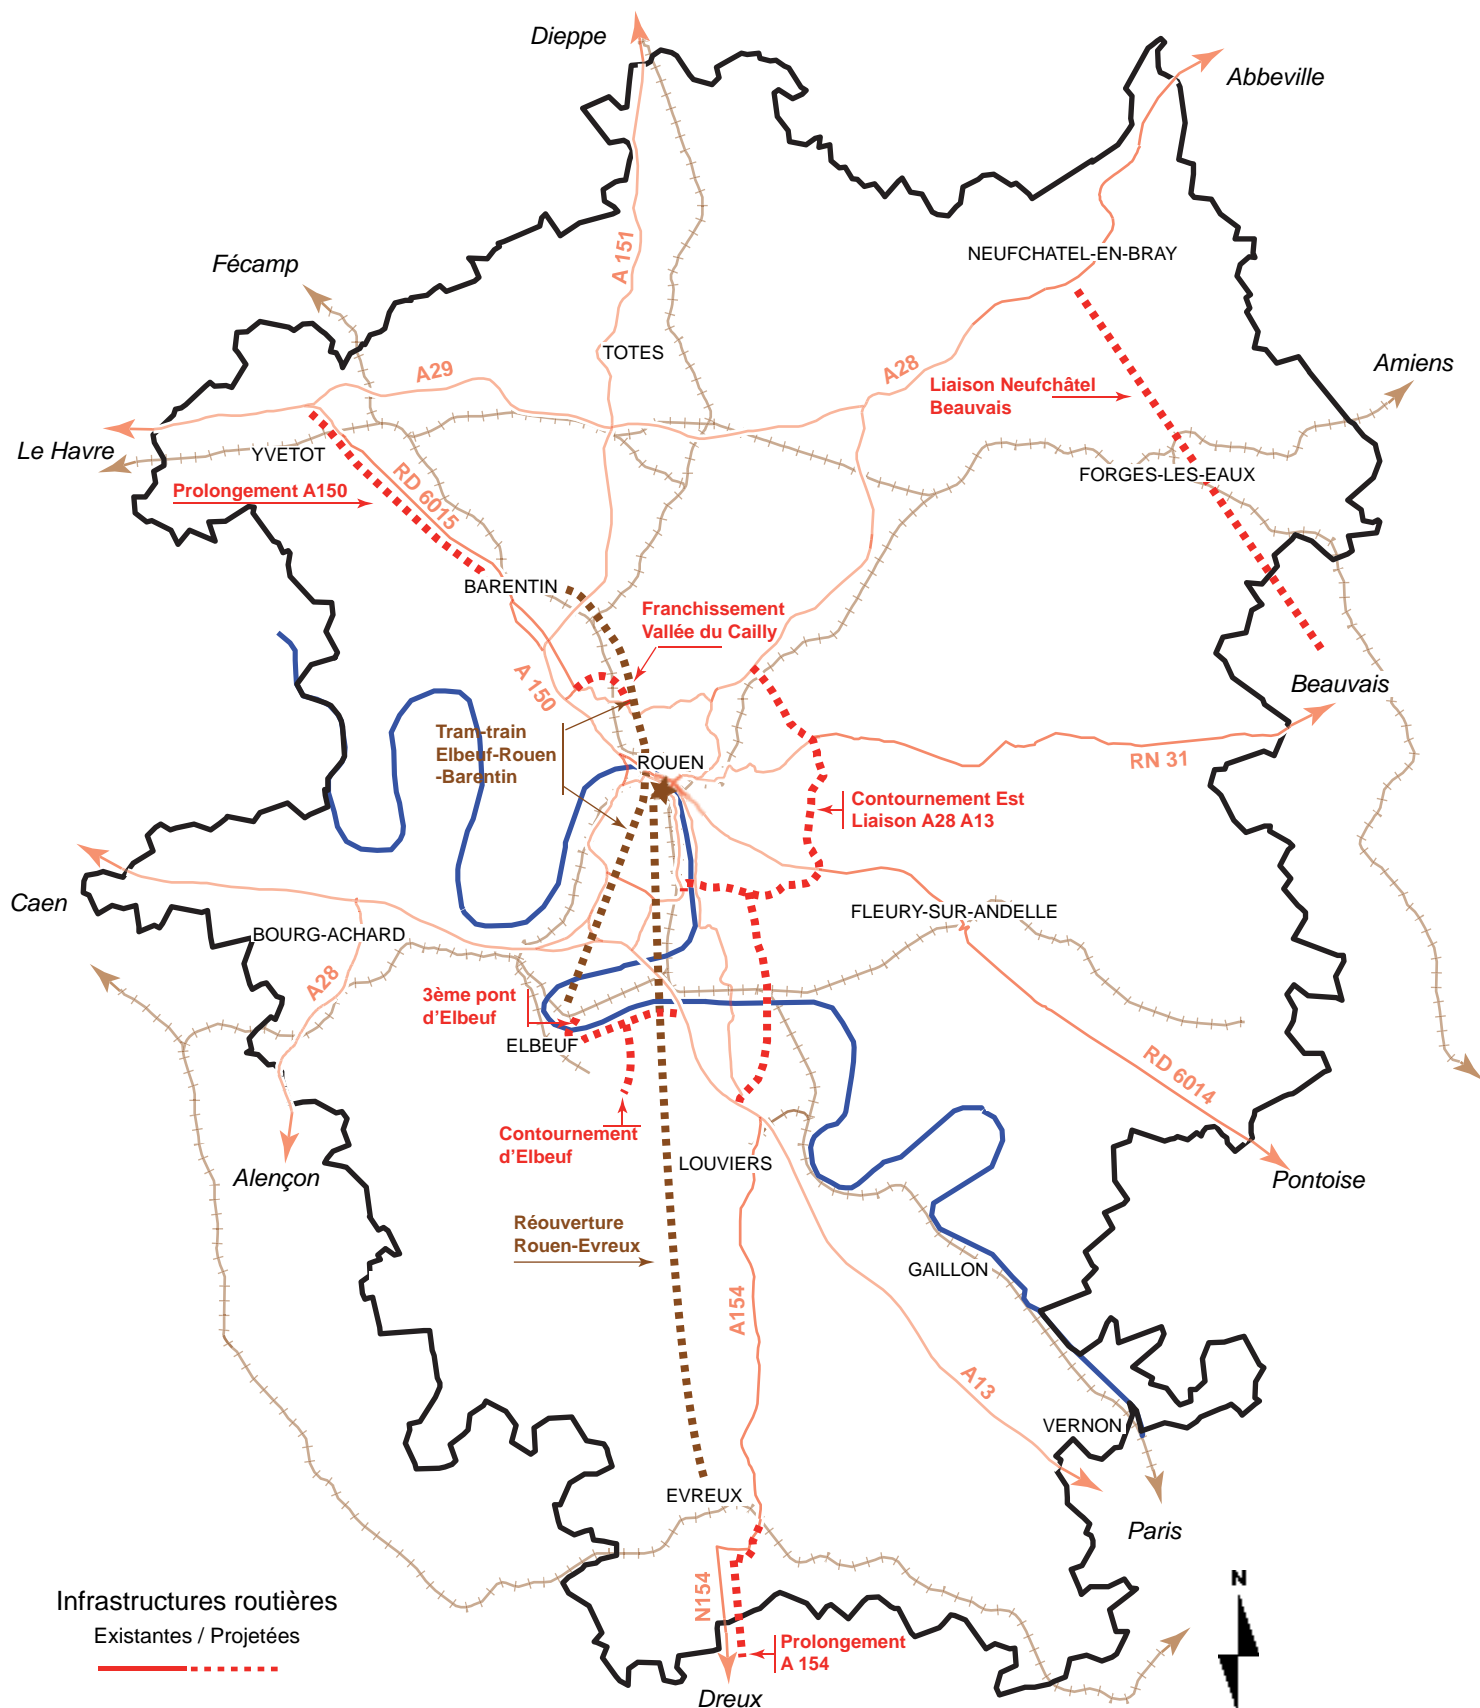 Dieppe
Abbeville
A 151
NEUFCHATEL-EN-BRAY
Fécamp
TOTES
A29
A28
Liaison Neufchâtel
Beauvais
Amiens
Le Havre
YVETOT
FORGES-LES-EAUX
Prolongement A150
RD 6015
BARENTIN
Franchissement
Vallée du Cailly
A 150
Beauvais
Tram-train
Elbeuf-Rouen
-Barentin
ROUEN
RN 31
Contournement Est
Liaison A28 A13
Caen
BOURG-ACHARD
FLEURY-SUR-ANDELLE
A28
3ème pont
d'Elbeuf
ELBEUF
RD 6014
Contournement
d'Elbeuf
LOUVIERS
Alençon
Pontoise
Réouverture
Rouen-Evreux
GAILLON
A154
A13
VERNON
EVREUX
Paris
N154
Infrastructures routières
Existantes / Projetées
Prolongement
A 154
Dreux
N